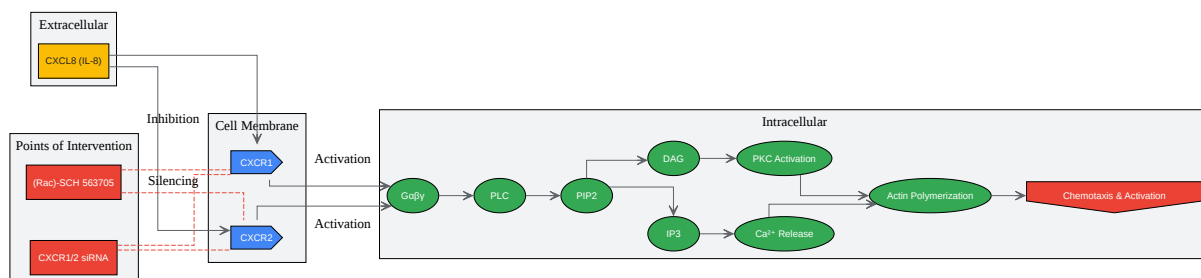 Extracellular
CXCL8 (IL-8)
Inhibition
Points of Intervention
(Rac)-SCH 563705
Silencing
CXCR1/2 siRNA
Cell Membrane
CXCR1
CXCR2
Activation
Activation
Intracellular
Gαβγ
PLC
PIP2
DAG
IP3
PKC Activation
Ca²⁺ Release
Actin Polymerization
Chemotaxis & Activation